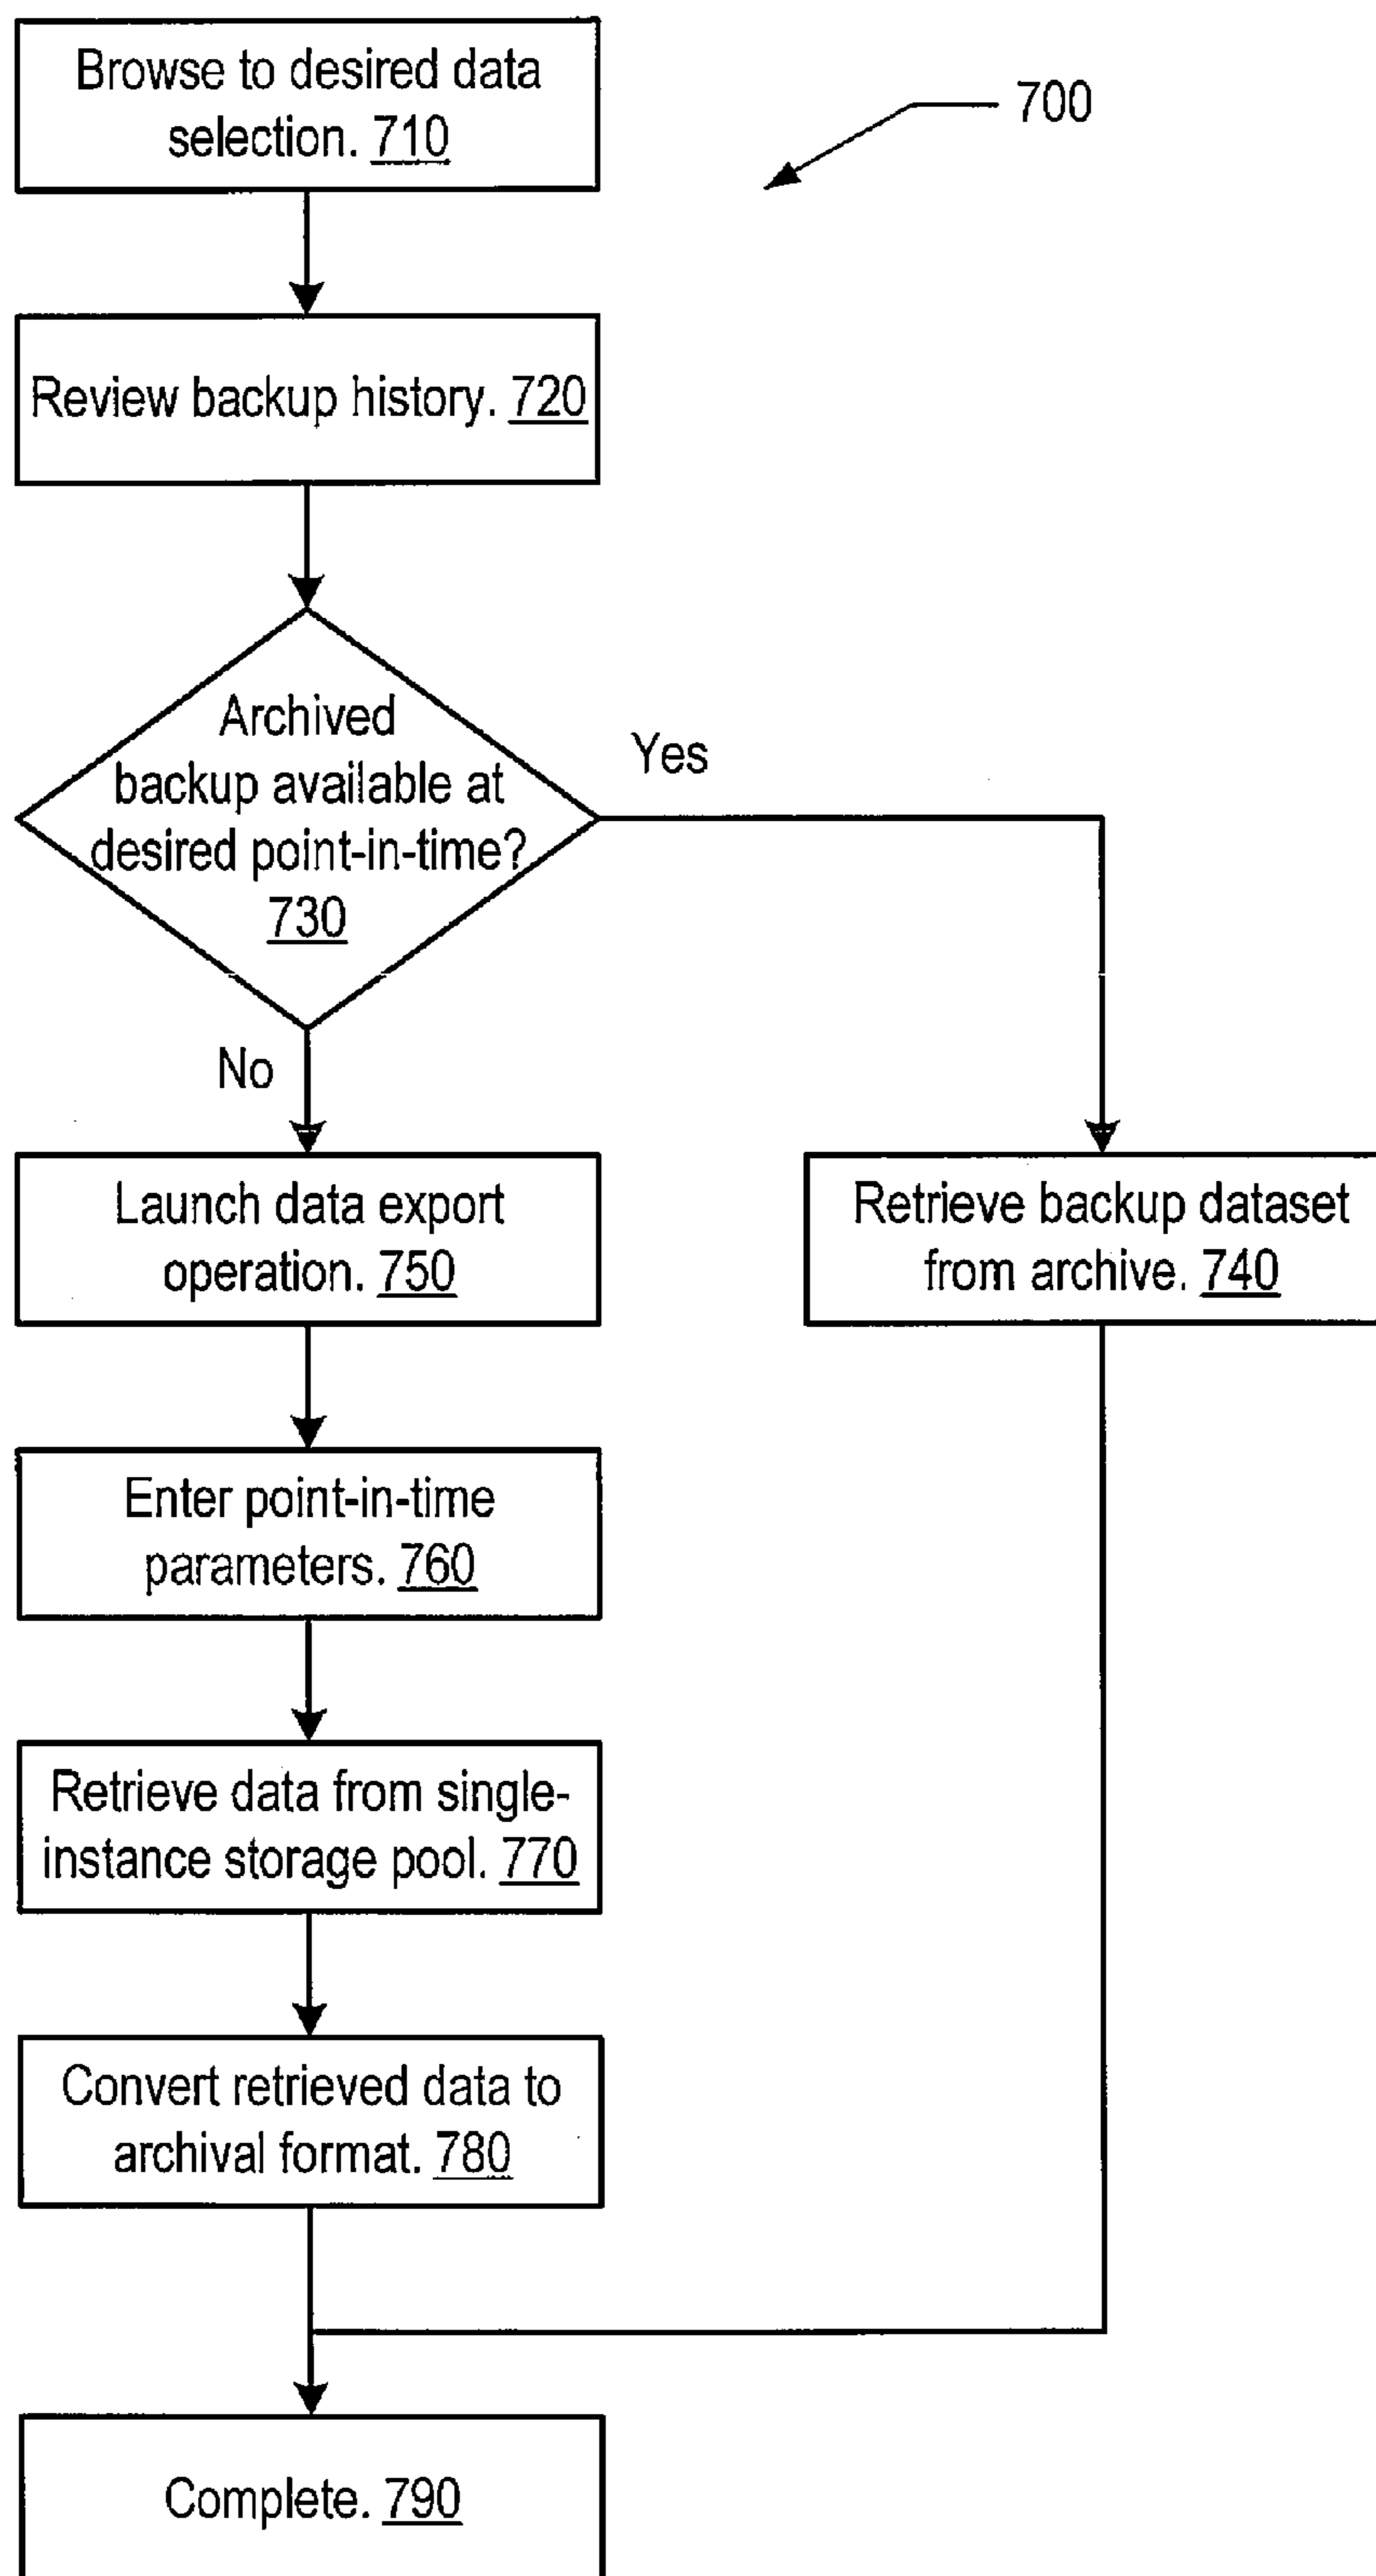 Browse to desired data
selection. 710
700
Review backup history. 720
Archived
backup available at
desired point-in-time?
730
Yes
No
Launch data export
operation. 750
Retrieve backup dataset
from archive. 740
Enter point-in-time
parameters. 760
Retrieve data from single-
instance storage pool. 770
Convert retrieved data to
archival format. 780
Complete. 790